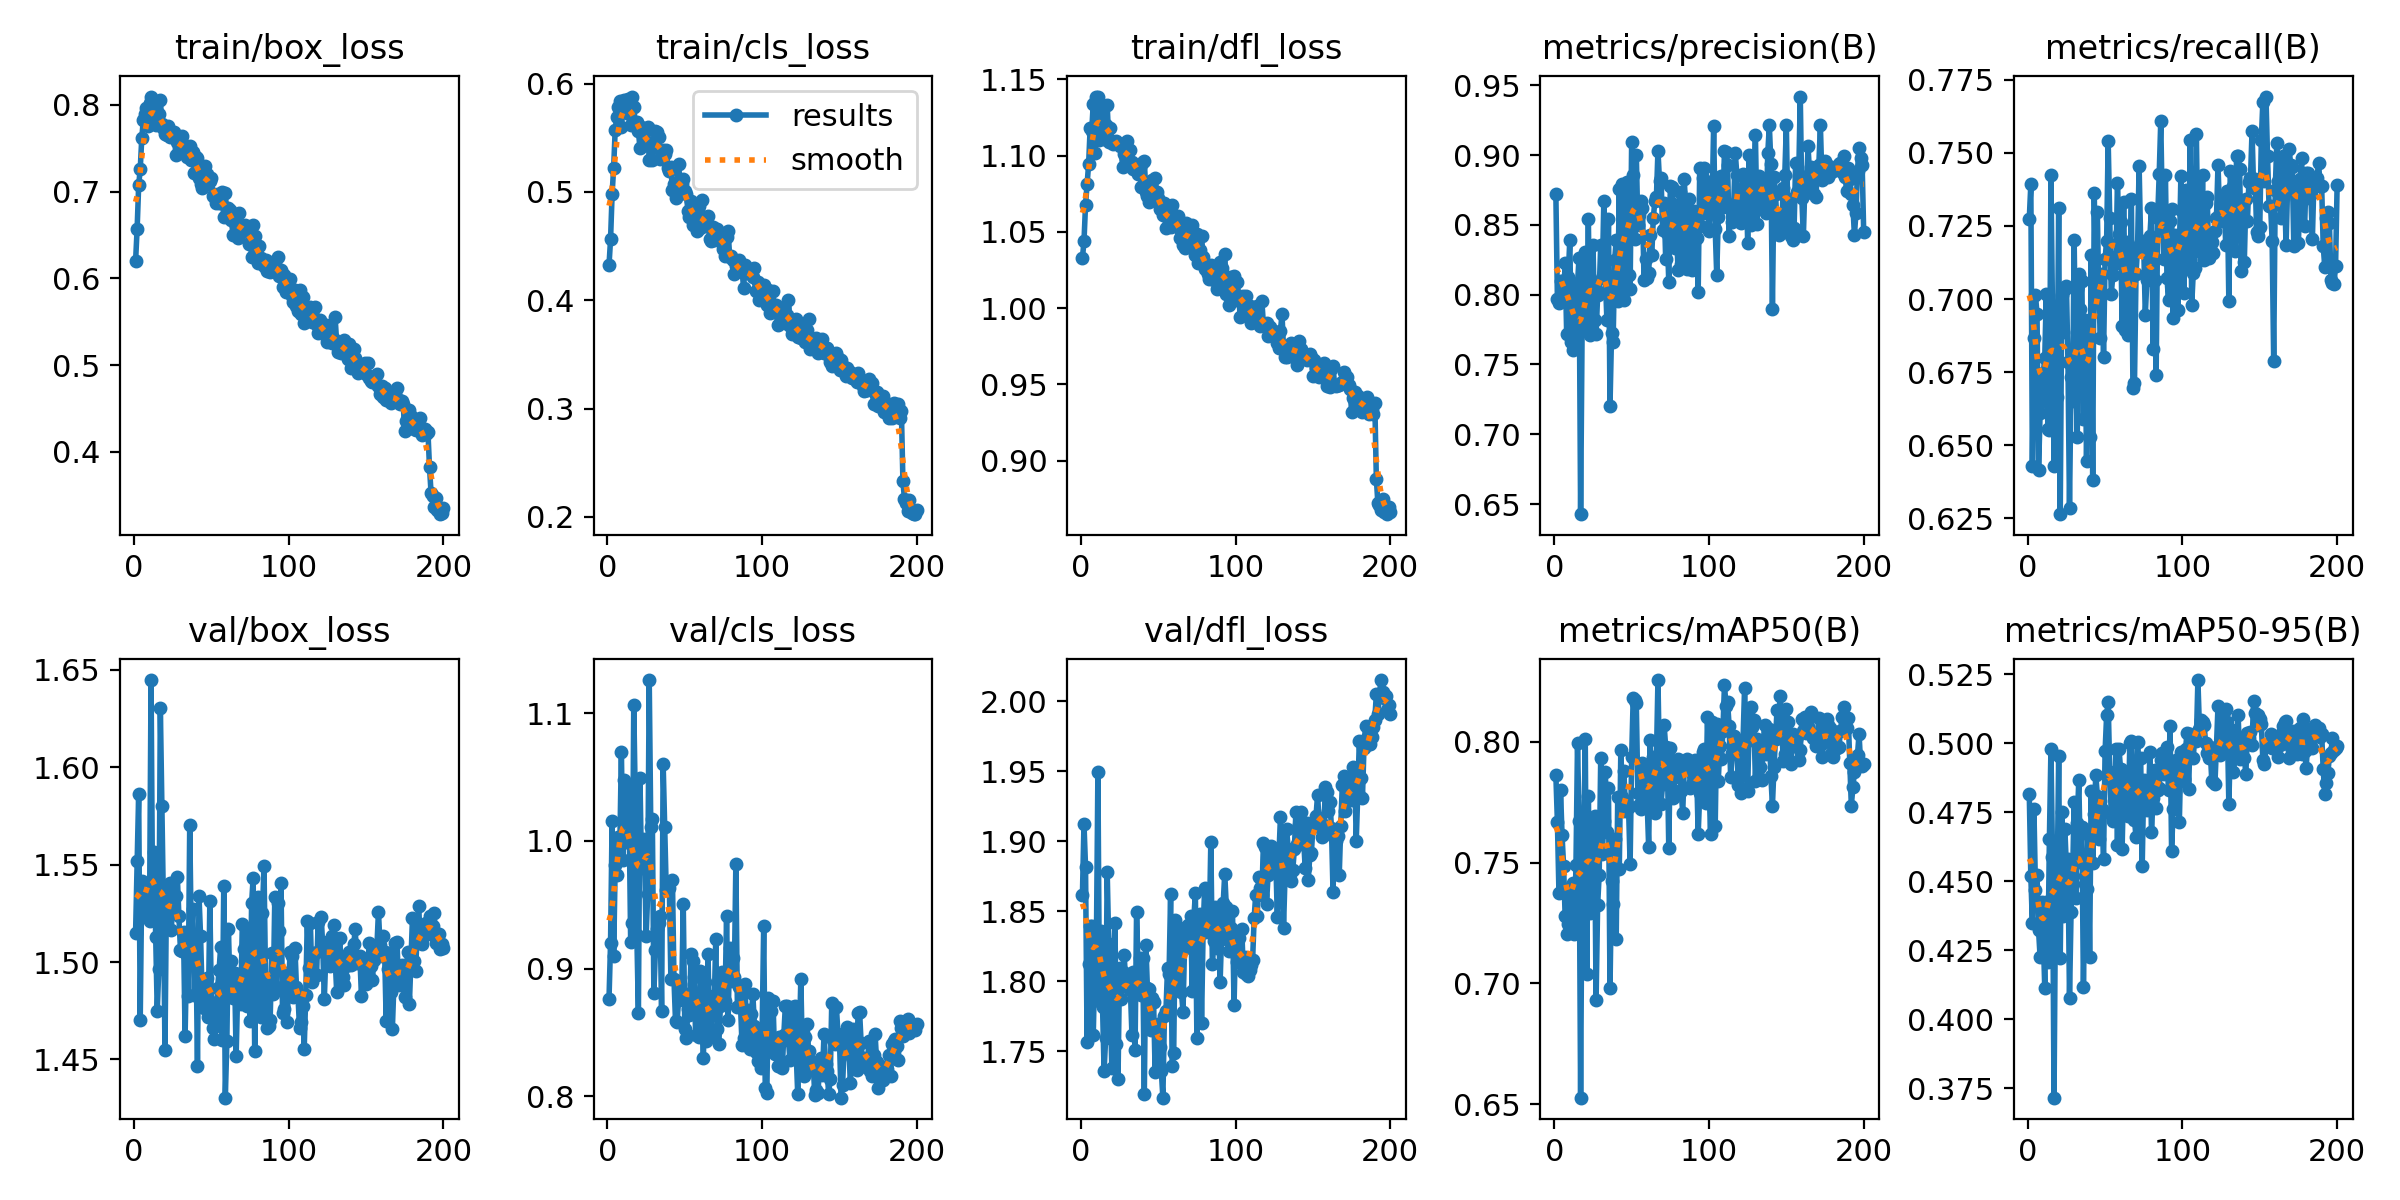 train/box_loss
0.8
0.7
0.6
0.5
0.4
0 100 200
train/cls_loss
results
smooth
0.6
0.5
0.4
0.3
0.2
0 100 200
train/dfl_loss
1.15
1.10
1.05
1.00
0.95
0.90
0 100 200
metrics/precision(B)
0.95
0.90
0.85
0.80
0.75
0.70
0.65
0 100 200
metrics/recall(B)
0.775
0.750
0.725
0.700
0.675
0.650
0.625
0 100 200
val/box_loss
1.65
1.60
1.55
1.50
1.45
0 100 200
val/cls_loss
1.1
1.0
0.9
0.8
0 100 200
val/dfl_loss
2.00
1.95
1.90
1.85
1.80
1.75
0 100 200
metrics/mAP50(B)
0.80
0.75
0.70
0.65
0 100 200
metrics/mAP50-95(B)
0.525
0.500
0.475
0.450
0.425
0.400
0.375
0 100 200